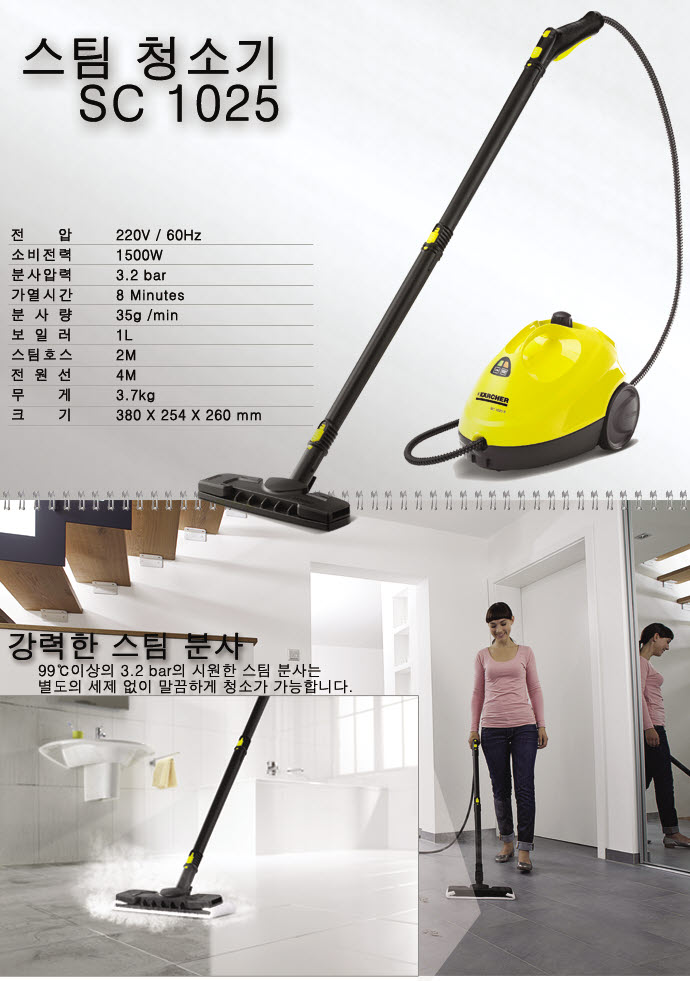 스팀 청소기
SC 1025
전 압 220V / 60Hz
소비전력 1500W
분사압력 3.2 bar
가열시간 8 Minutes
분 사 량 35g /min
보 일 러 1L
스팀호스 2M
전 원 선 4M
무 게 3.7kg
크 기 380 X 254 X 260 mm
KARCHER
강력한 스팀 분사
99℃이상의 3.2 bar의 시원한 스팀 분사는
별도의 세제 없이 말끔하게 청소가 가능합니다.